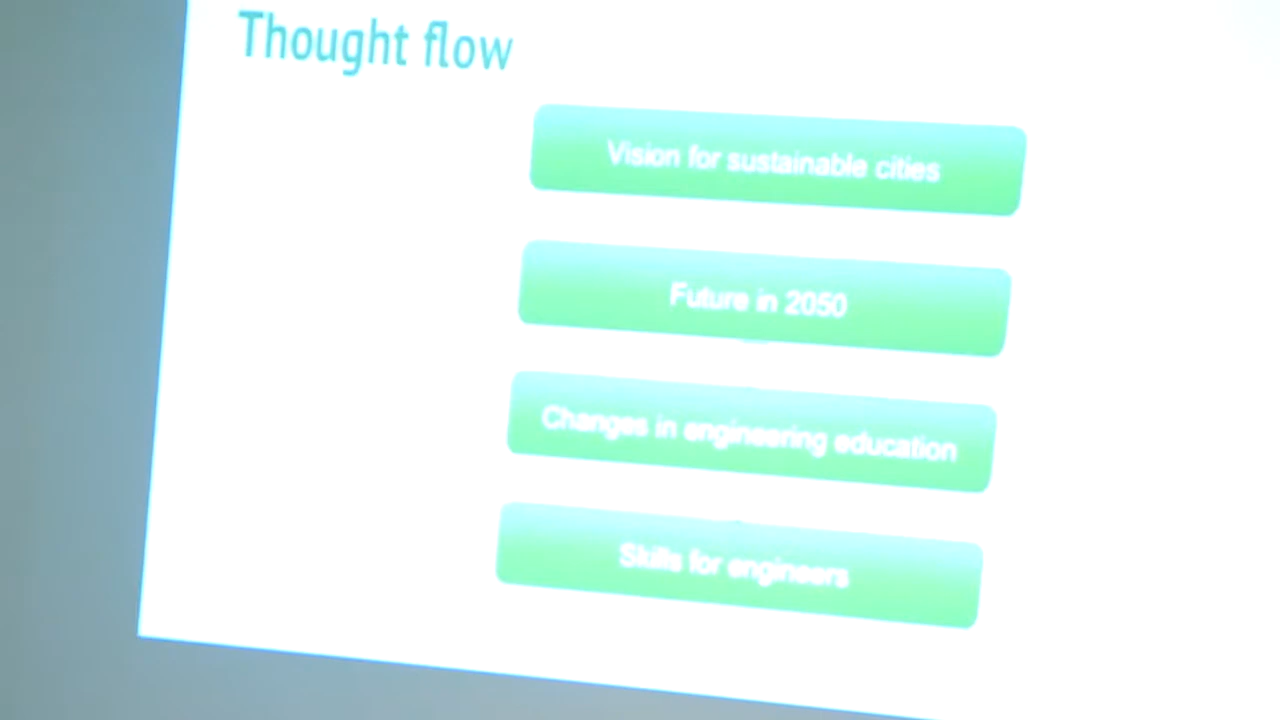 Thought flow
Vision for sustainable cities
Future in 2050
Changes in engineering education
Skills for engineers